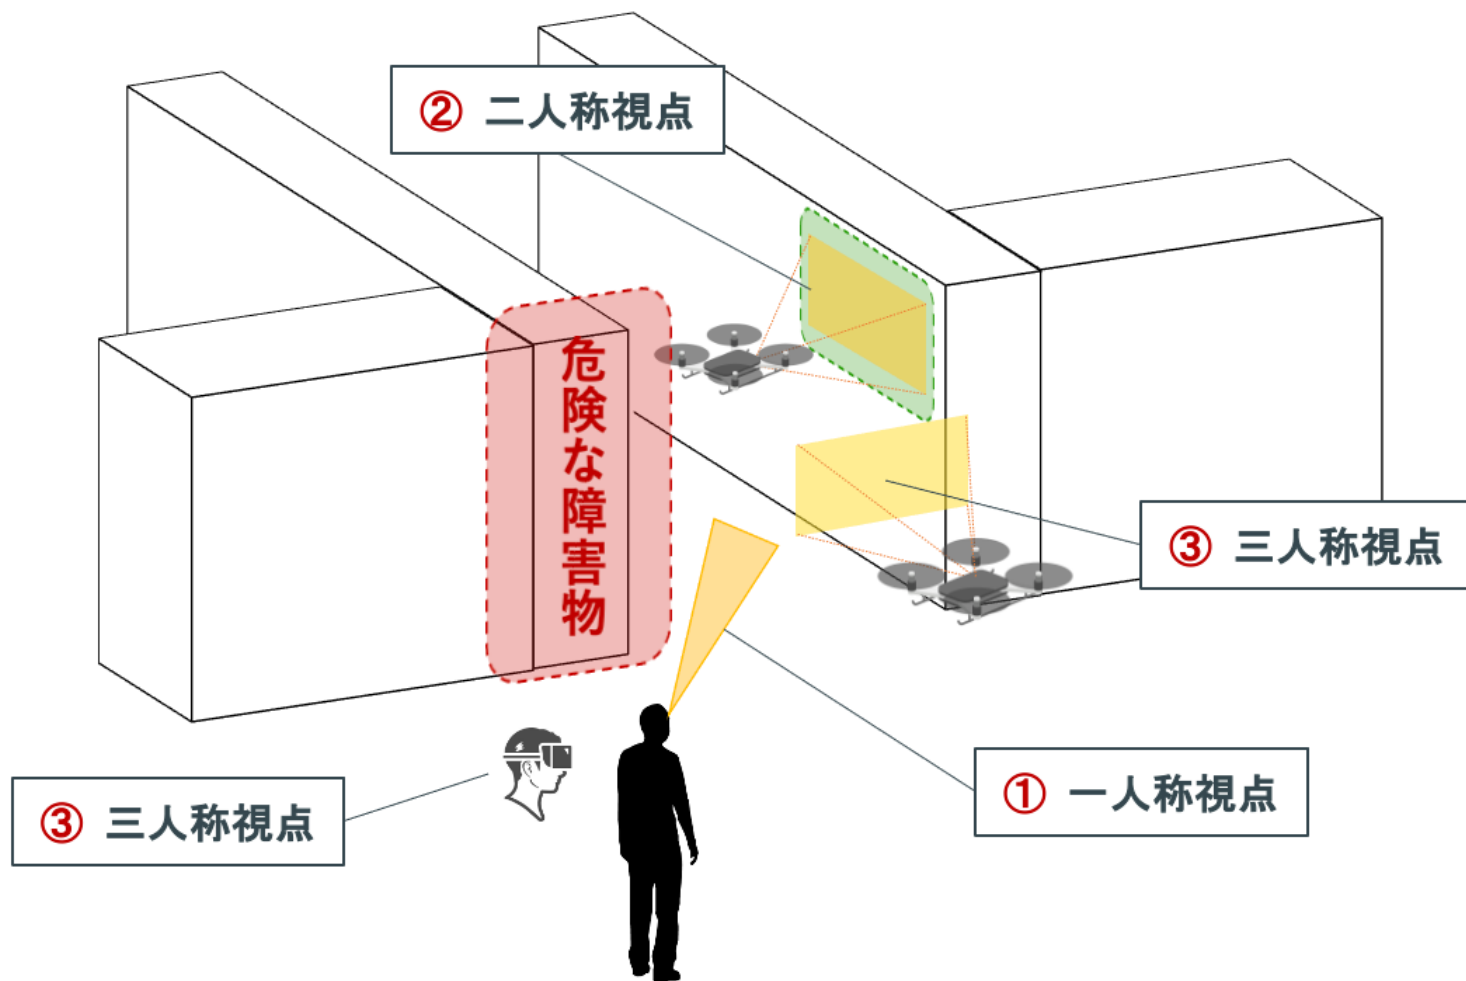 ② 二人称視点
危険な障害物
③ 三人称視点
① 一人称視点
③ 三人称視点